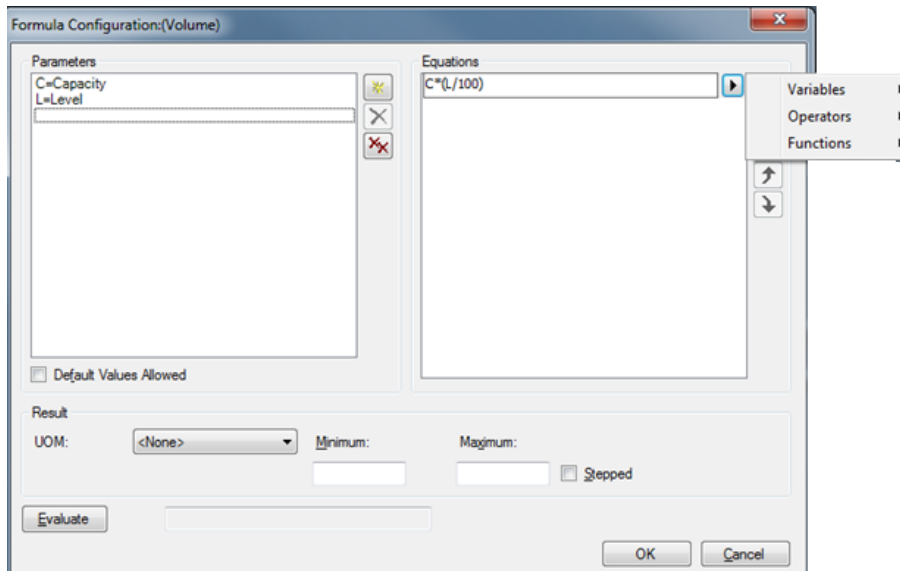 Formula Configuration:(Volume)
Parameters
C=Capacity
L=Level
Default Values Allowed
Equations
C*(L/100)
Variables
Operators
Functions
Result
UOM:
<None>
Minimum:
Maximum:
Stepped
Evaluate
OK
Cancel